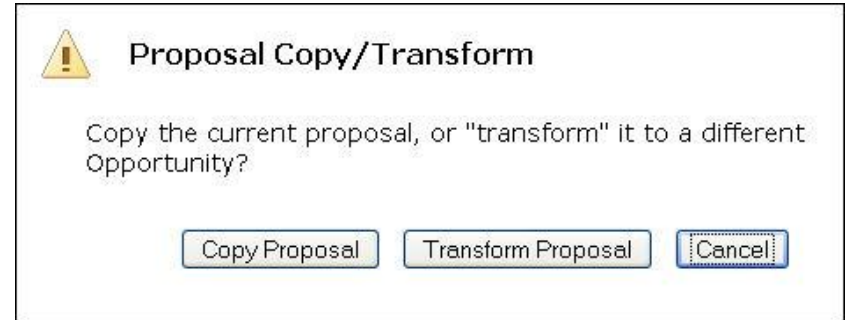 Proposal Copy/Transform
Copy the current proposal, or "transform" it to a different
Opportunity?
Copy Proposal Transform Proposal Cancel